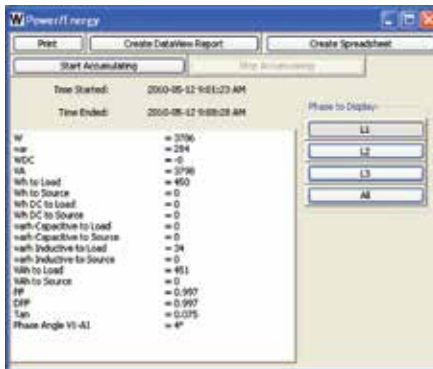 Power/Energy
Print Create DataView Report Create Spreadsheet
Start Accumulating Stop Accumulating
Time Started: 2010-05-12 9:01:23 AM
Time Ended: 2010-05-12 9:08:28 AM
Phase to Display:
L1
L2
L3
All
W = 3786
var = 284
WDC = -0
VA = 3798
Wh to Load = 450
Wh to Source = 0
Wh DC to Load = 0
Wh DC to Source = 0
varh Capacitive to Load = 0
varh Capacitive to Source = 0
varh Inductive to Load = 34
varh Inductive to Source = 0
VAh to Load = 451
VAh to Source = 0
PF = 0.997
DPF = 0.997
Tan = 0.075
Phase Angle V1-A1 = 4°